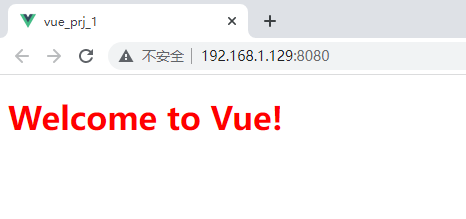 vue_prj_1
不安全 192.168.1.129:8080
Welcome to Vue!